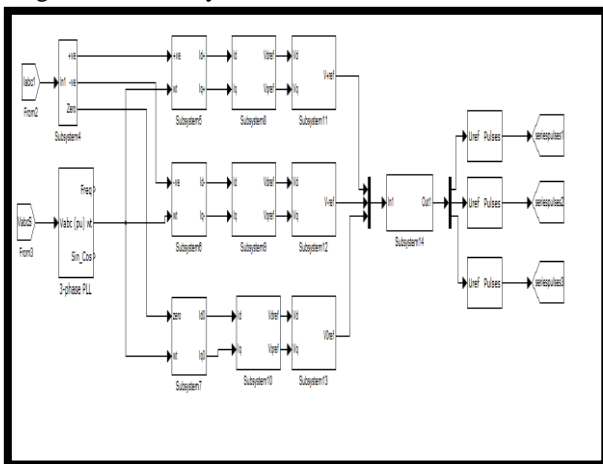 +ve
+ve Id+
Id Vdref
Vd
Iabc1
In1 -ve
V+ref
From2
Zero
wt Iq+
Iq Vqref
Vq
Subsystem4
Subsystem5
Subsystem8
Subsystem11
Uref Pulses
seriespulses1
Freq
-ve Id-
Id Vdref
Vd
In1 Out1
Uref Pulses
seriespulses2
VabcS
Vabc (pu) wt
V-ref
From3
wt Iq-
Iq Vqref
Vq
Subsystem14
Sin_Cos
Subsystem6
Subsystem9
Subsystem12
3-phase PLL
Uref Pulses
seriespulses3
zero Id0
Id Vdref
Vd
V0ref
wt Iq0
Iq Vqref
Vq
Subsystem7
Subsystem10
Subsystem13